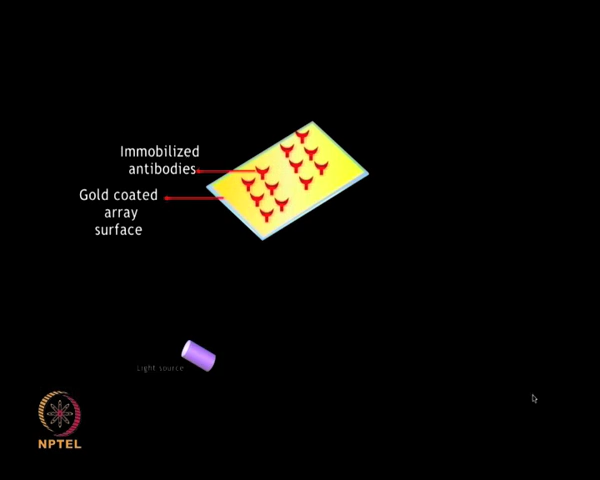 Immobilized
antibodies
Gold coated
array
surface
Light source
NPTEL